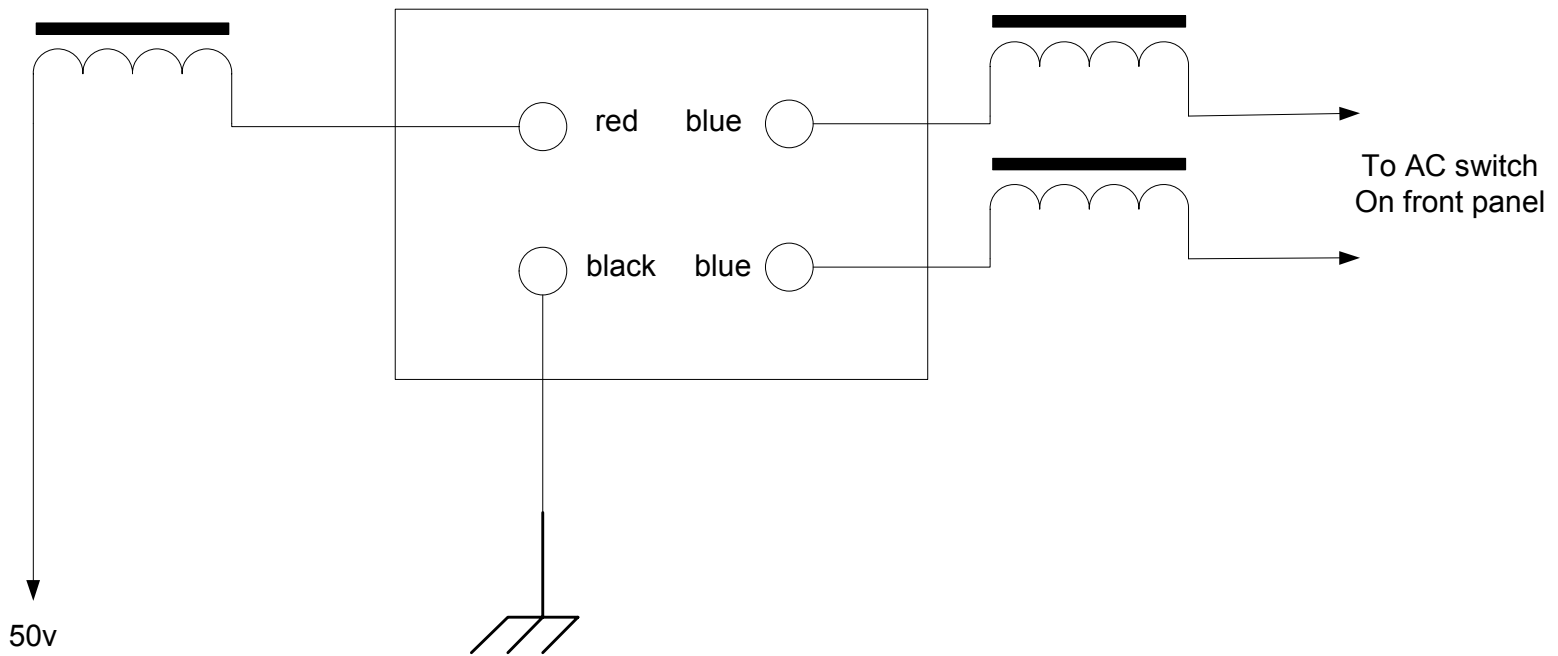 red blue
To AC switch
On front panel
black blue
50v